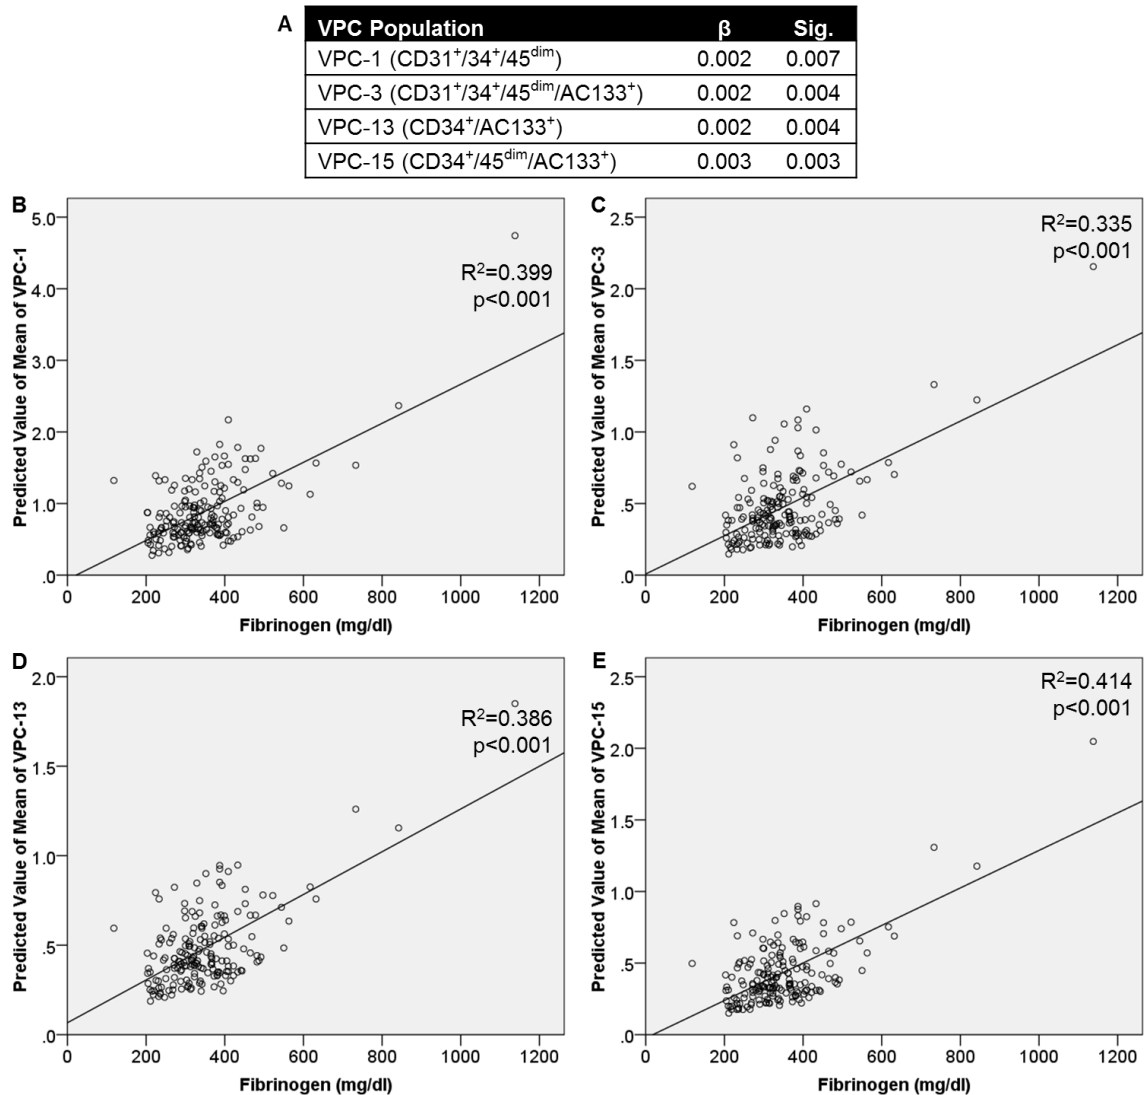 A
VPC Population β Sig.
VPC-1 (CD31+/34+/45dim) 0.002 0.007
VPC-3 (CD31+/34+/45dim/AC133+) 0.002 0.004
VPC-13 (CD34+/AC133+) 0.002 0.004
VPC-15 (CD34+/45dim/AC133+) 0.003 0.003
B
Predicted Value of Mean of VPC-1
5.0
4.0
3.0
2.0
1.0
.0
R2=0.399
p<0.001
0 200 400 600 800 1000 1200
Fibrinogen (mg/dl)
C
Predicted Value of Mean of VPC-3
2.5
2.0
1.5
1.0
.5
.0
R2=0.335
p<0.001
0 200 400 600 800 1000 1200
Fibrinogen (mg/dl)
D
Predicted Value of Mean of VPC-13
2.0
1.5
1.0
.5
.0
R2=0.386
p<0.001
0 200 400 600 800 1000 1200
Fibrinogen (mg/dl)
E
Predicted Value of Mean of VPC-15
2.5
2.0
1.5
1.0
.5
.0
R2=0.414
p<0.001
0 200 400 600 800 1000 1200
Fibrinogen (mg/dl)